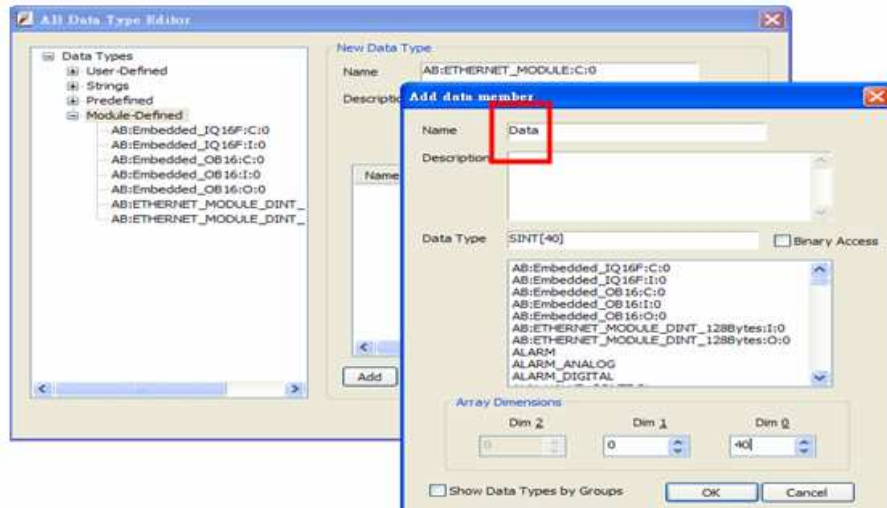 AB Data Type Editor
Data Types
User-Defined
Strings
Predefined
Module-Defined
AB:Embedded_IQ16F:C:0
AB:Embedded_IQ16F:I:0
AB:Embedded_OB16:C:0
AB:Embedded_OB16:I:0
AB:Embedded_OB16:O:0
AB:ETHERNET_MODULE_DINT_
AB:ETHERNET_MODULE_DINT_
New Data Type
Name
AB:ETHERNET_MODULE:C:0
Descriptio
Name
Add
Add data member
Name
Data
Description
Data Type
SINT[40]
Binary Access
AB:Embedded_IQ16F:C:0
AB:Embedded_IQ16F:I:0
AB:Embedded_OB16:C:0
AB:Embedded_OB16:I:0
AB:Embedded_OB16:O:0
AB:ETHERNET_MODULE_DINT_128Bytes:I:0
AB:ETHERNET_MODULE_DINT_128Bytes:O:0
ALARM
ALARM_ANALOG
ALARM_DIGITAL
Array Dimensions
Dim 2
Dim 1
Dim 0
0
0
40
Show Data Types by Groups
OK
Cancel